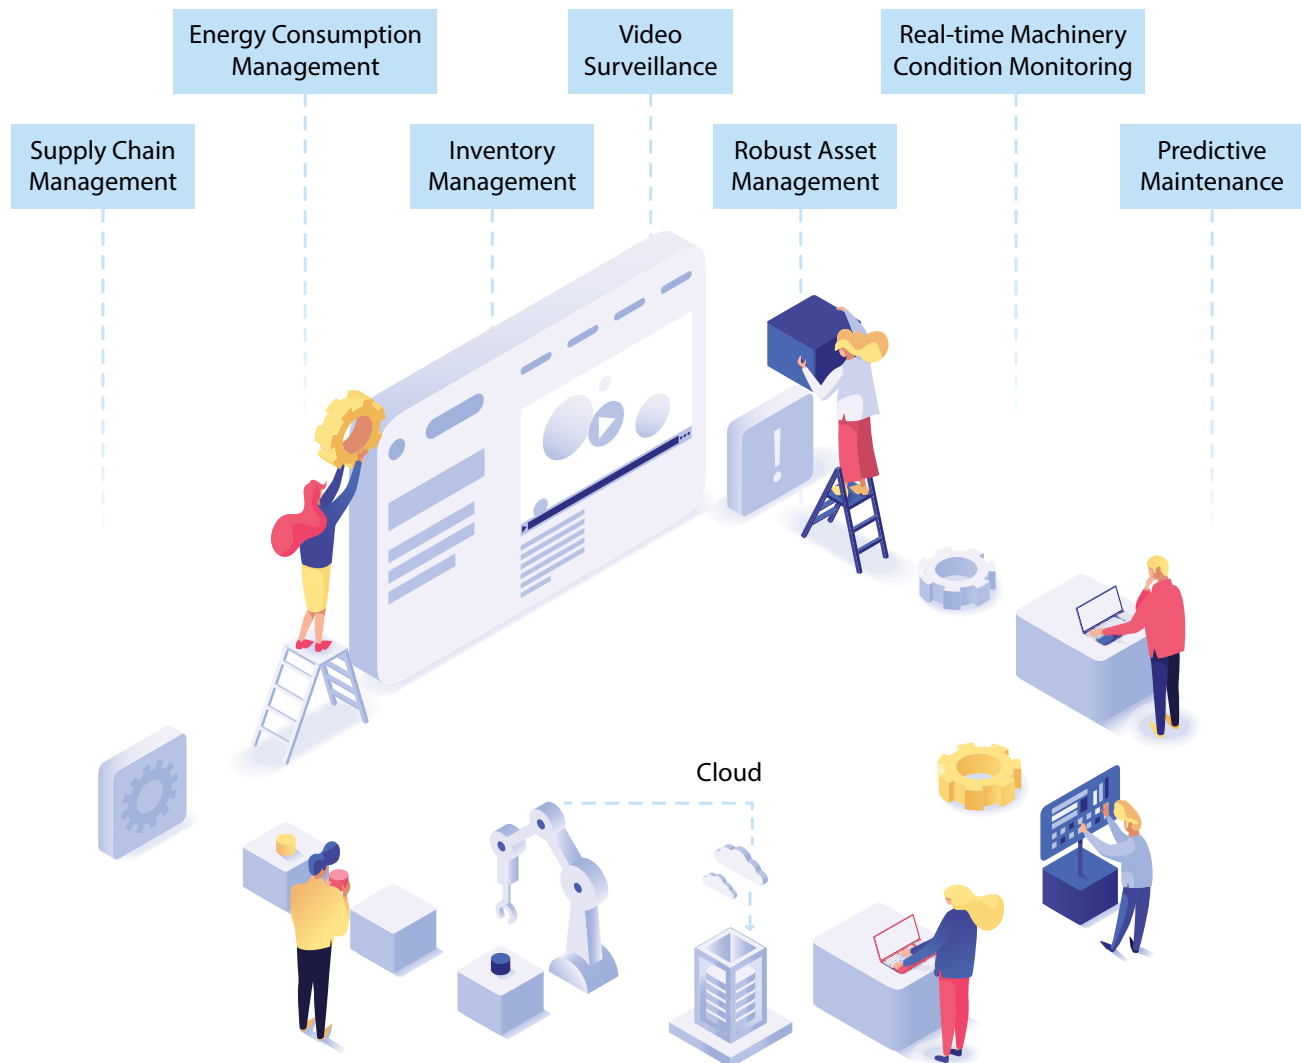 Energy Consumption
Management
Video
Surveillance
Real-time Machinery
Condition Monitoring
Supply Chain
Management
Inventory
Management
Robust Asset
Management
Predictive
Maintenance
!
Cloud